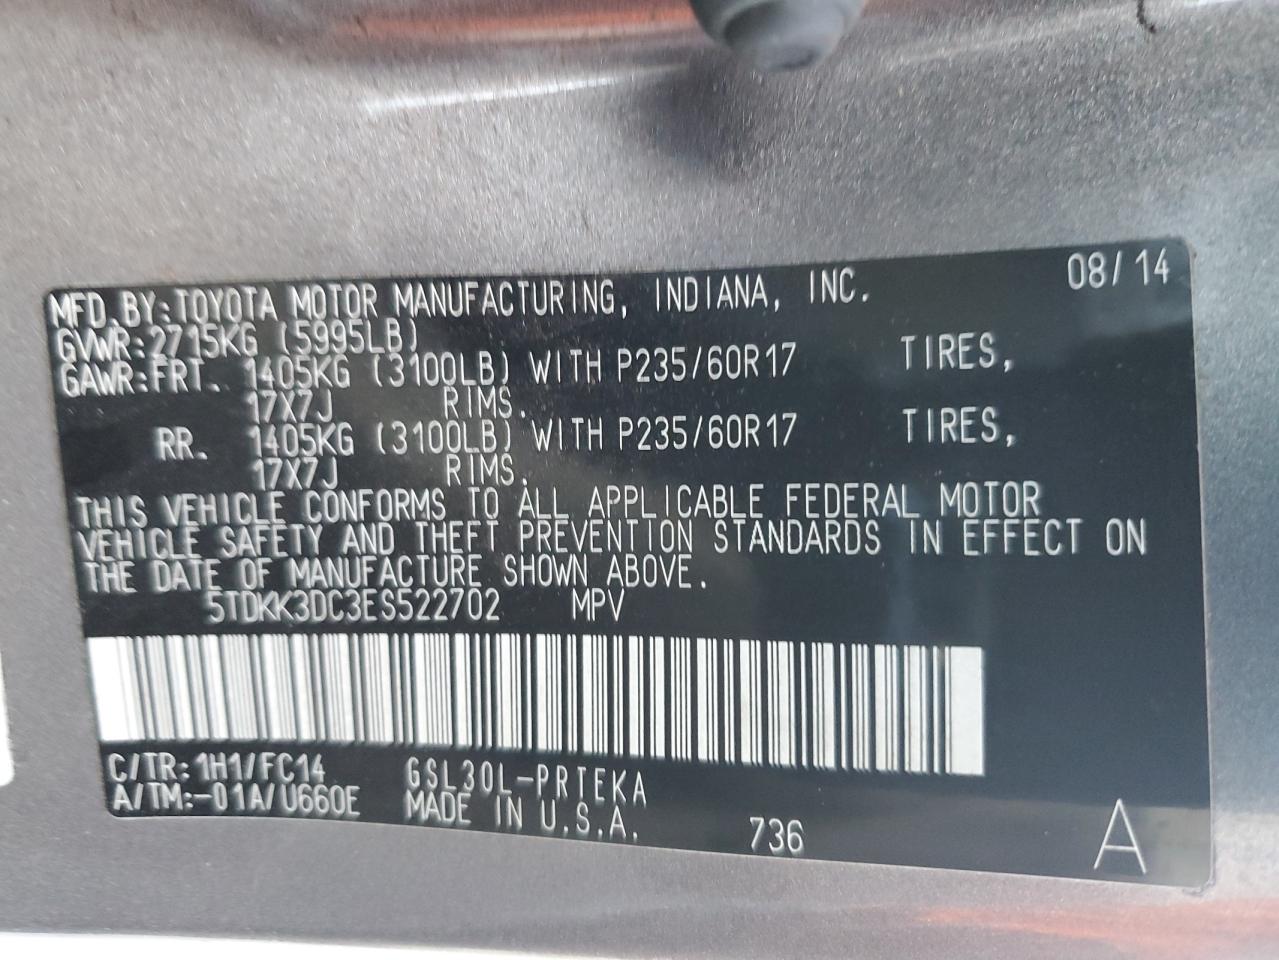 MFD.BY:TOYOTA MOTOR MANUFACTURING, INDIANA, INC. 08/14
GVWR:2715KG (5995LB)
GAWR:FRT. 1405KG (3100LB) WITH P235/60R17 TIRES,
17X7J RIMS.
RR. 1405KG (3100LB) WITH P235/60R17 TIRES,
17X7J RIMS.
THIS VEHICLE CONFORMS TO ALL APPLICABLE FEDERAL MOTOR
VEHICLE SAFETY AND THEFT PREVENTION STANDARDS IN EFFECT ON
THE DATE OF MANUFACTURE SHOWN ABOVE.
5TDKK3DC3ES522702 MPV
C/TR:1H1/FC14 GSL30L-PRTEKA
A/TM:-01A/U660E MADE IN U.S.A. 736 A